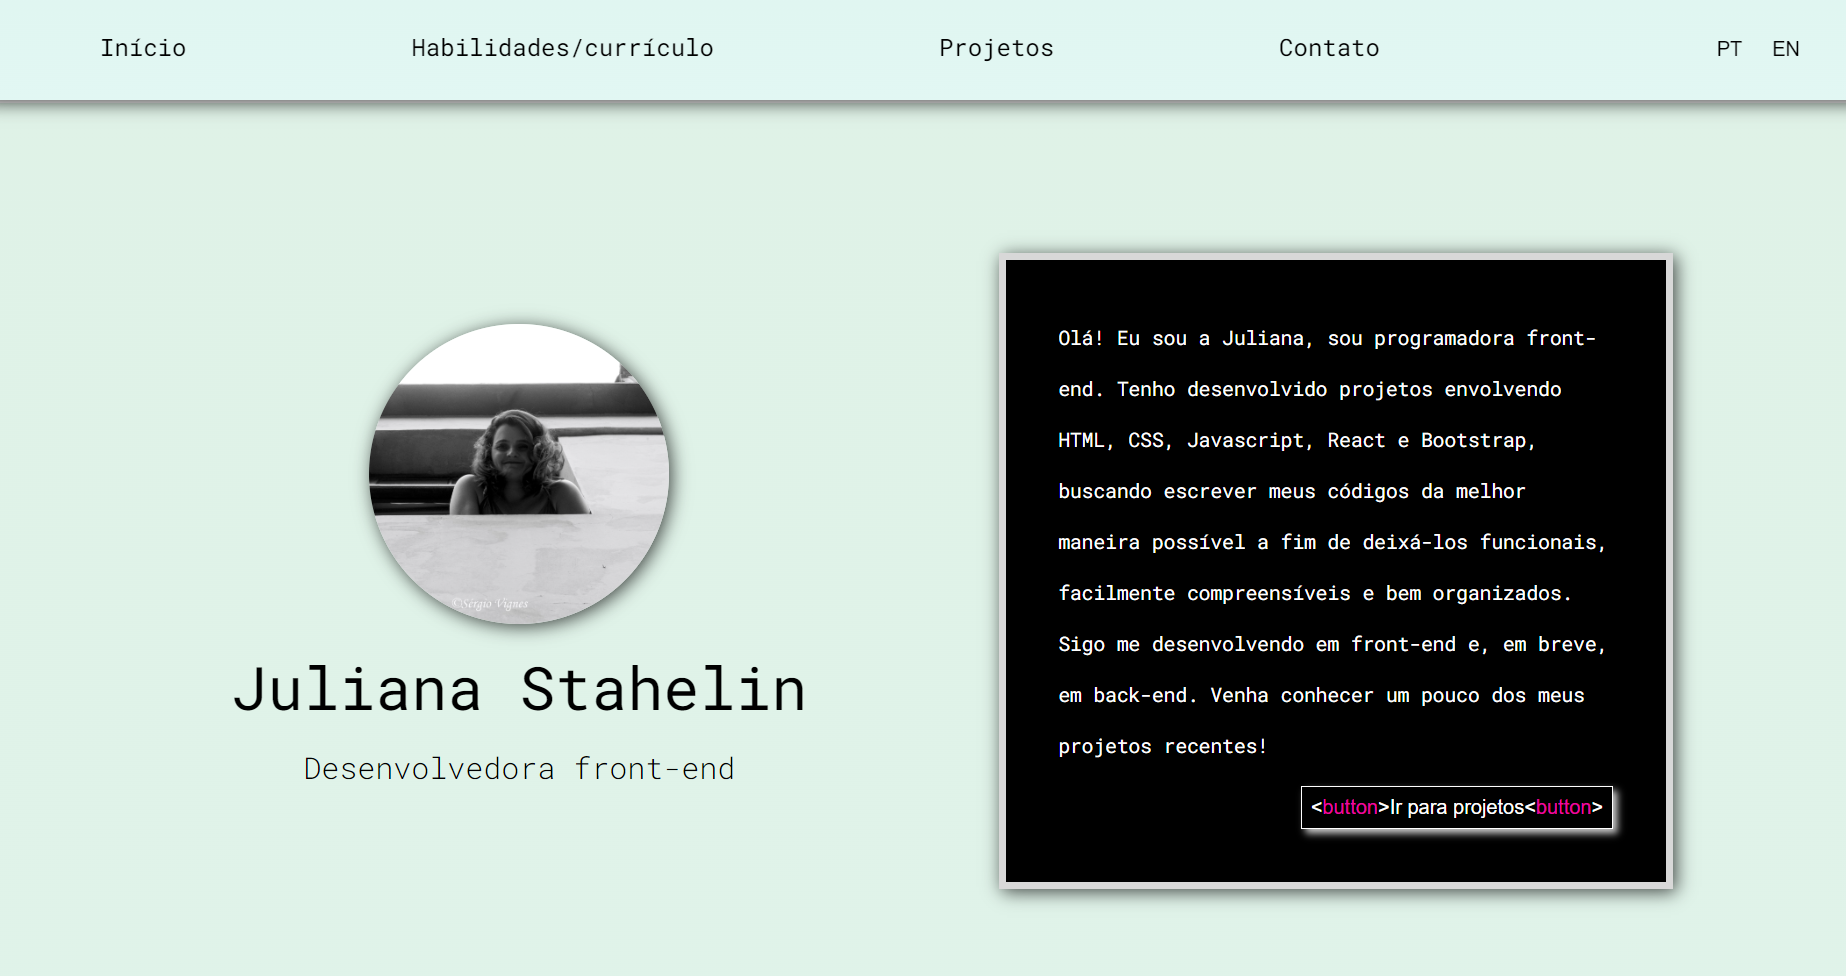 Início
Habilidades/currículo
Projetos
Contato
PT
EN
©Sérgio Vignes
Juliana Stahelin
Desenvolvedora front-end
Olá! Eu sou a Juliana, sou programadora front-
end. Tenho desenvolvido projetos envolvendo
HTML, CSS, Javascript, React e Bootstrap,
buscando escrever meus códigos da melhor
maneira possível a fim de deixá-los funcionais,
facilmente compreensíveis e bem organizados.
Sigo me desenvolvendo em front-end e, em breve,
em back-end. Venha conhecer um pouco dos meus
projetos recentes!
<button>Ir para projetos<button>